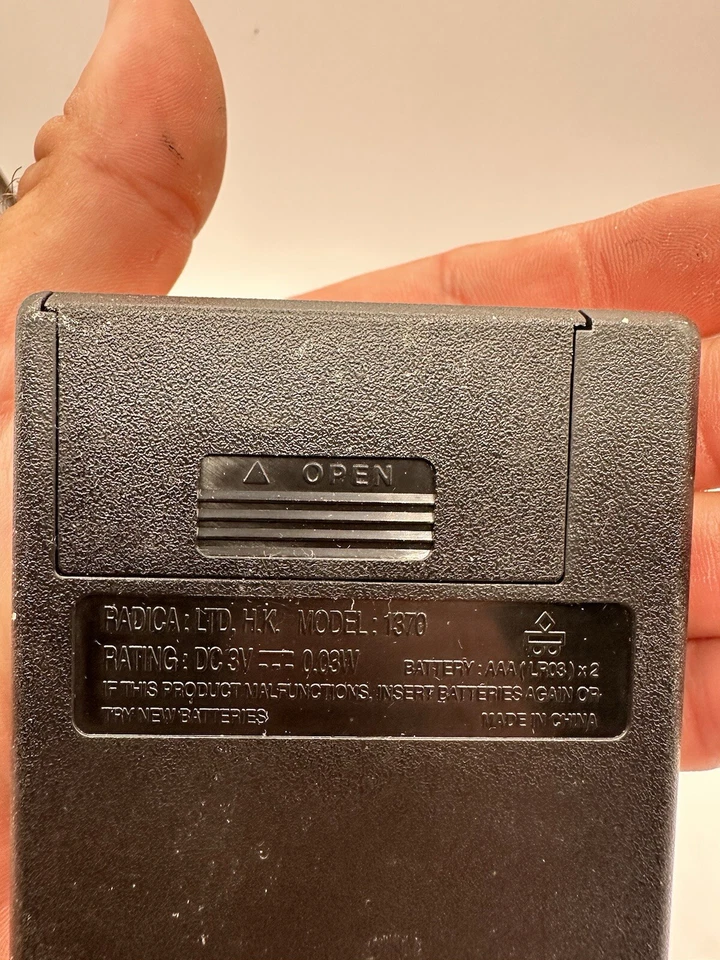 △ OPEN
RADICA : LTD, H.K. MODEL : 1370
RATING : DC 3V ⎓ 0.03W BATTERY : AAA ( LR03 ) x 2
IF THIS PRODUCT MALFUNCTIONS, INSERT BATTERIES AGAIN OR
TRY NEW BATTERIES MADE IN CHINA